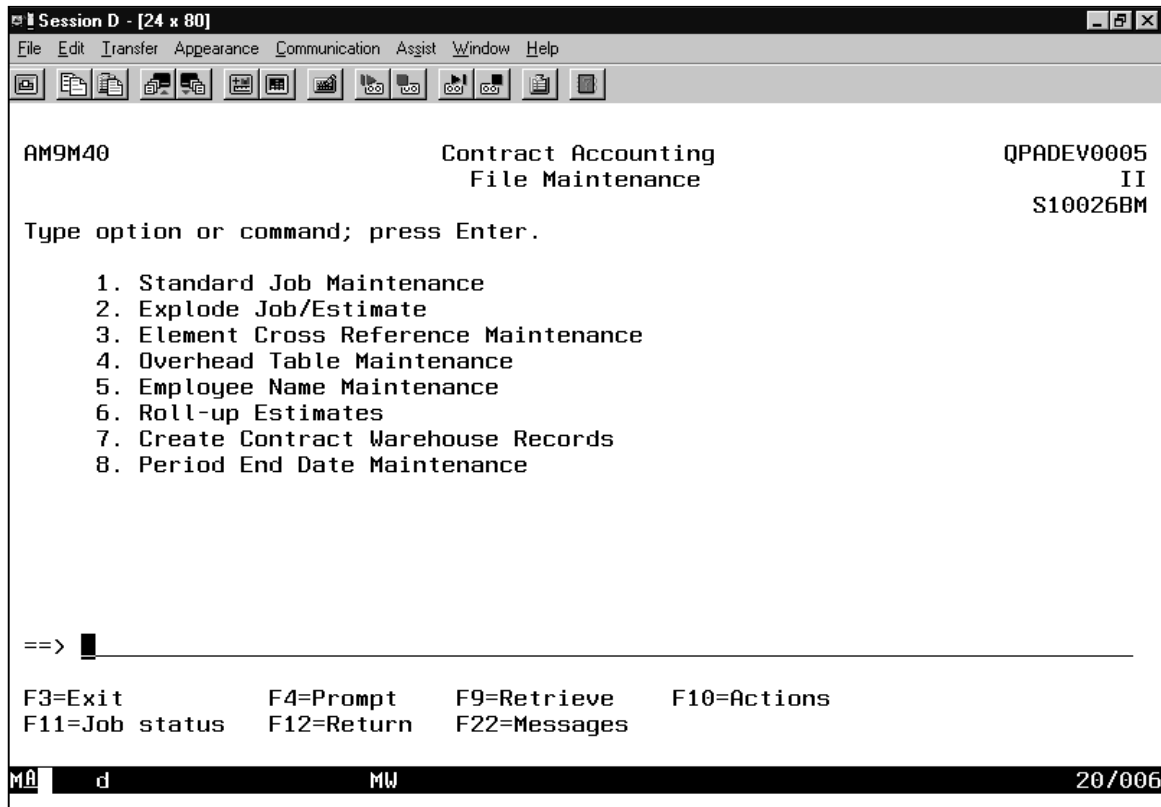 Session D - [24 x 80]
File Edit Transfer Appearance Communication Assist Window Help
AM9M40 Contract Accounting QPADEV0005
File Maintenance II
S10026BM
Type option or command; press Enter.
1. Standard Job Maintenance
2. Explode Job/Estimate
3. Element Cross Reference Maintenance
4. Overhead Table Maintenance
5. Employee Name Maintenance
6. Roll-up Estimates
7. Create Contract Warehouse Records
8. Period End Date Maintenance
==>
F3=Exit F4=Prompt F9=Retrieve F10=Actions
F11=Job status F12=Return F22=Messages
MA d MW 20/006